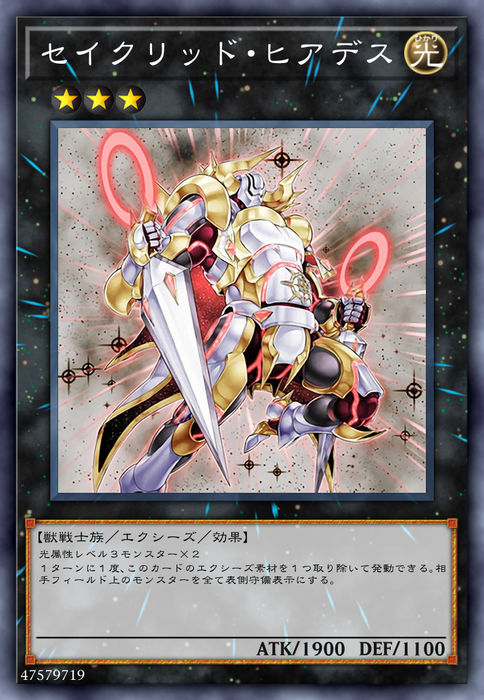 セイクリッド・ヒアデス
ひかり
光
【獣戦士族／エクシーズ／効果】
光属性レベル３モンスター×２
１ターンに１度、このカードのエクシーズ素材を１つ取り除いて発動できる。相
手フィールド上のモンスターを全て表側守備表示にする。
ATK/1900 DEF/1100
47579719